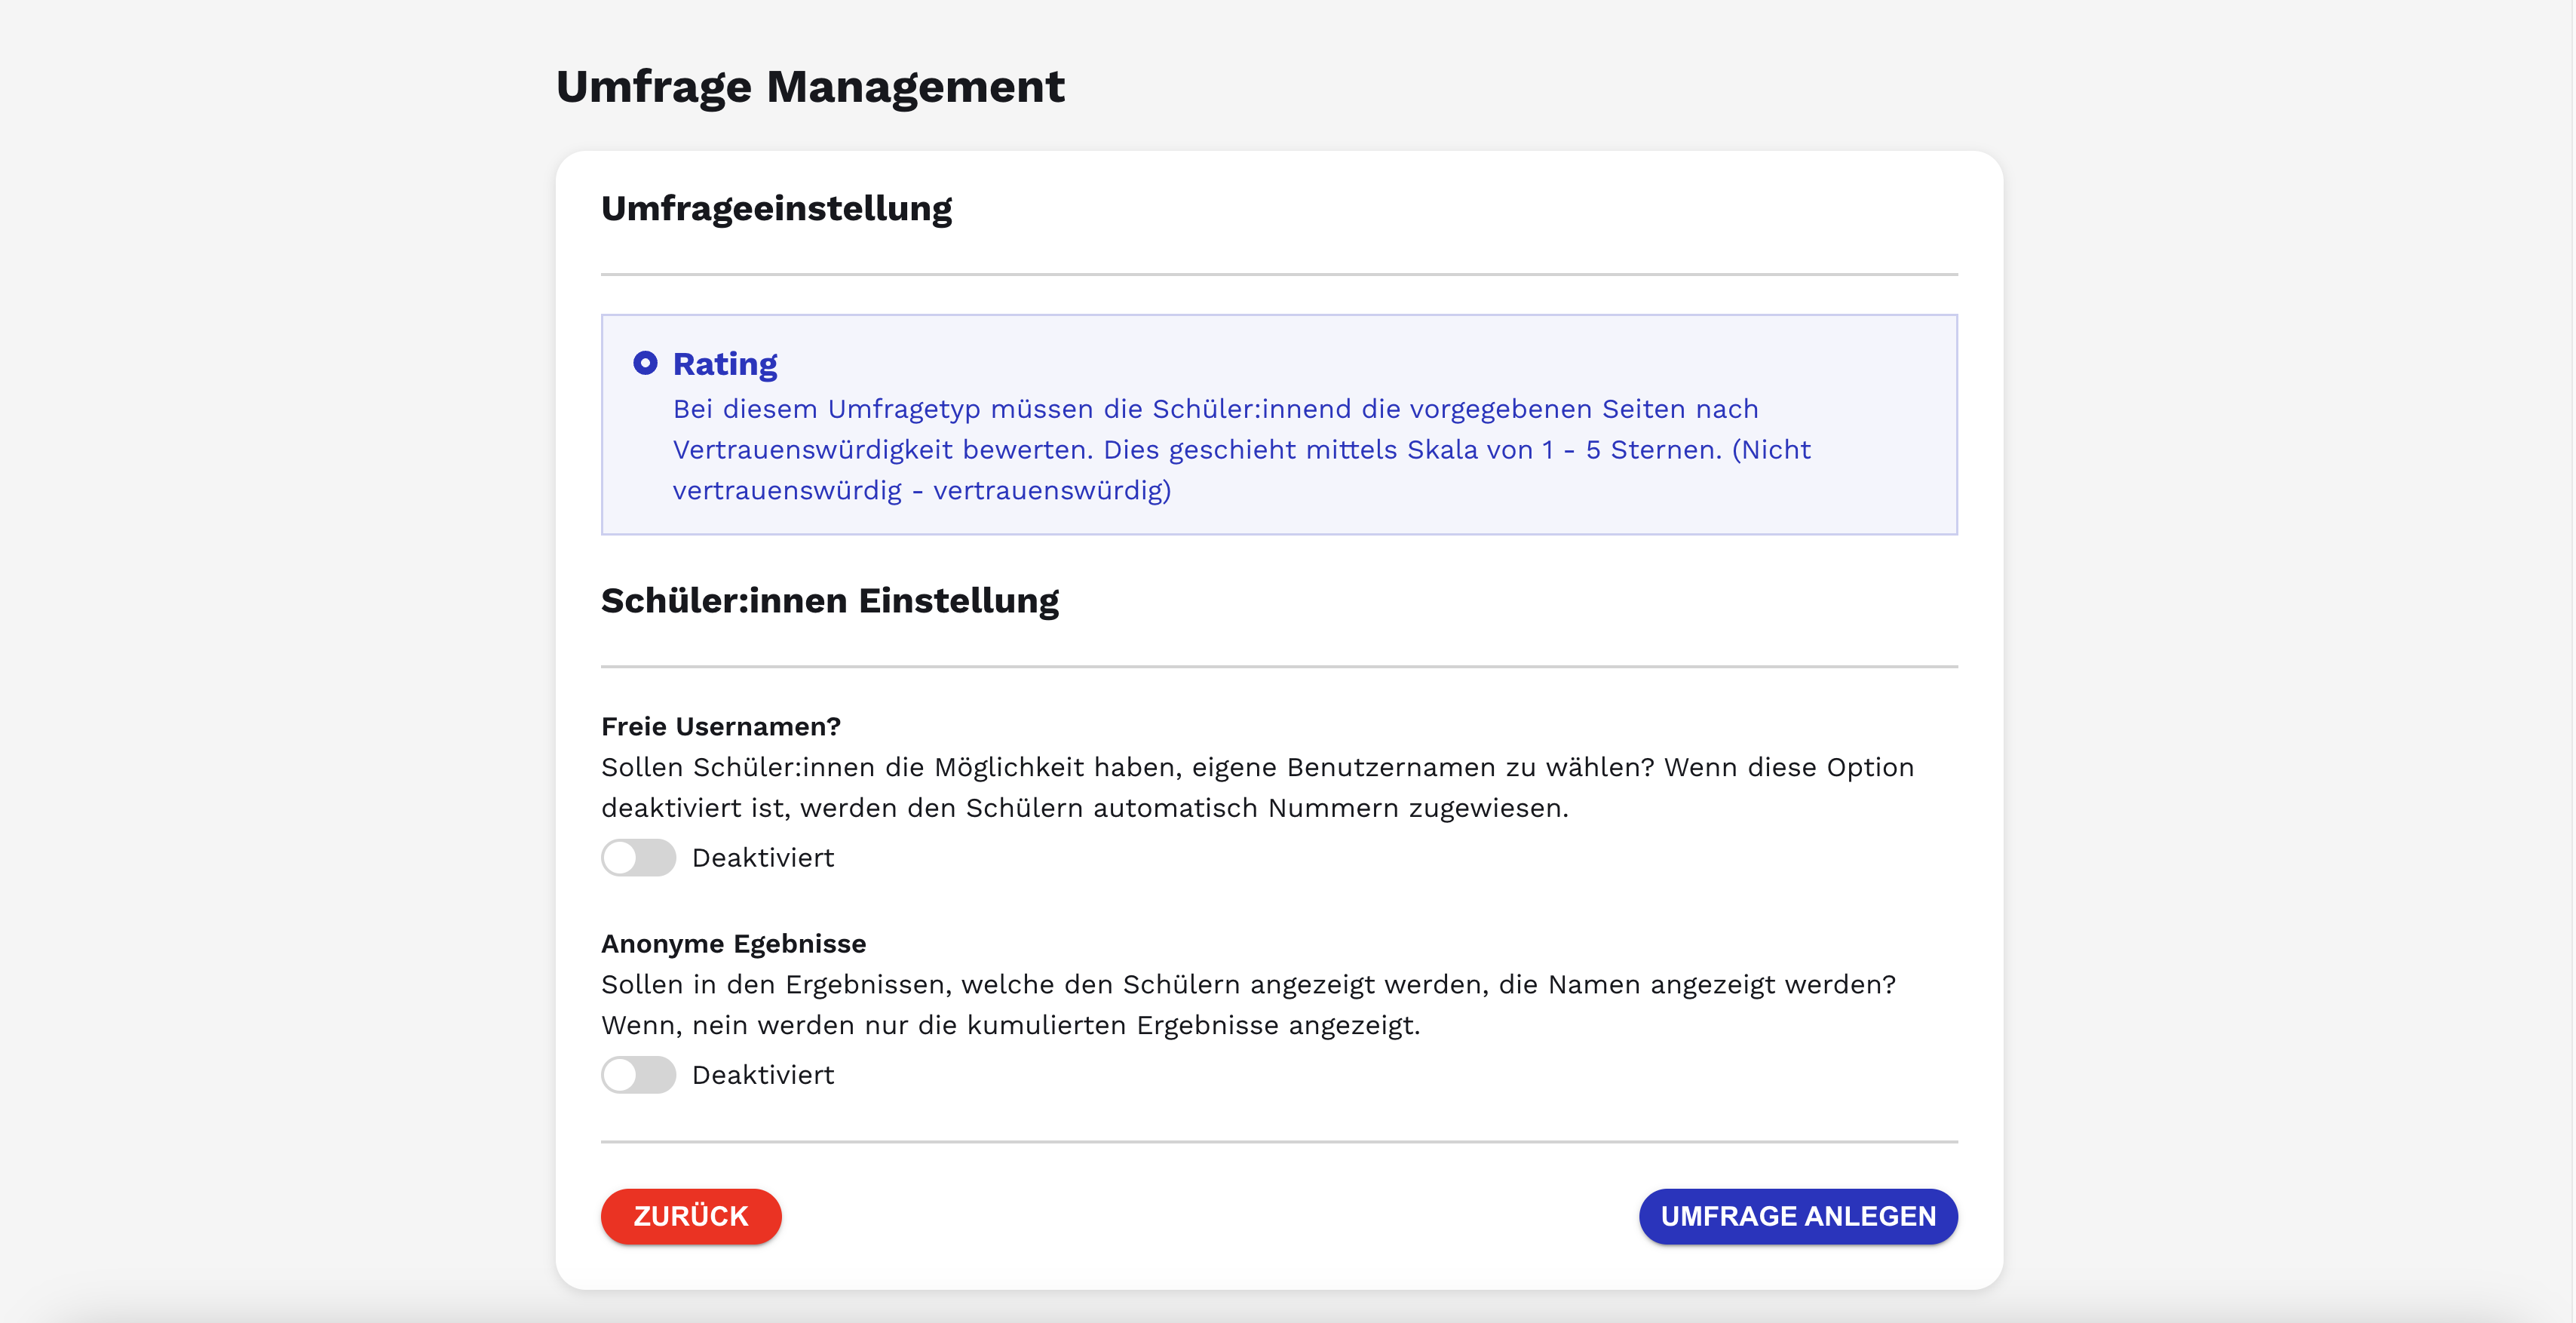 Umfrage Management
Umfrageeinstellung
Rating
Bei diesem Umfragetyp müssen die Schüler:innend die vorgegebenen Seiten nach
Vertrauenswürdigkeit bewerten. Dies geschieht mittels Skala von 1 - 5 Sternen. (Nicht
vertrauenswürdig - vertrauenswürdig)
Schüler:innen Einstellung
Freie Usernamen?
Sollen Schüler:innen die Möglichkeit haben, eigene Benutzernamen zu wählen? Wenn diese Option
deaktiviert ist, werden den Schülern automatisch Nummern zugewiesen.
Deaktiviert
Anonyme Egebnisse
Sollen in den Ergebnissen, welche den Schülern angezeigt werden, die Namen angezeigt werden?
Wenn, nein werden nur die kumulierten Ergebnisse angezeigt.
Deaktiviert
ZURÜCK
UMFRAGE ANLEGEN